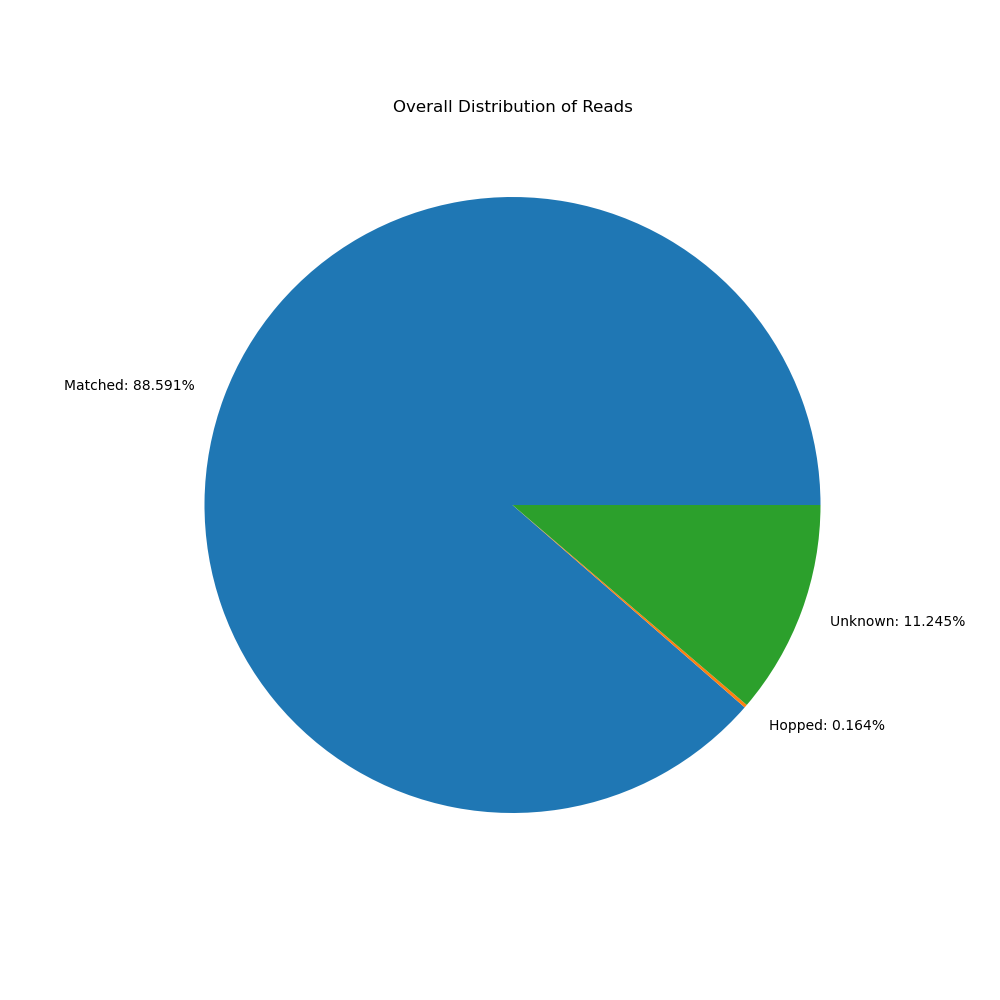 Overall Distribution of Reads
Matched: 88.591%
Unknown: 11.245%
Hopped: 0.164%